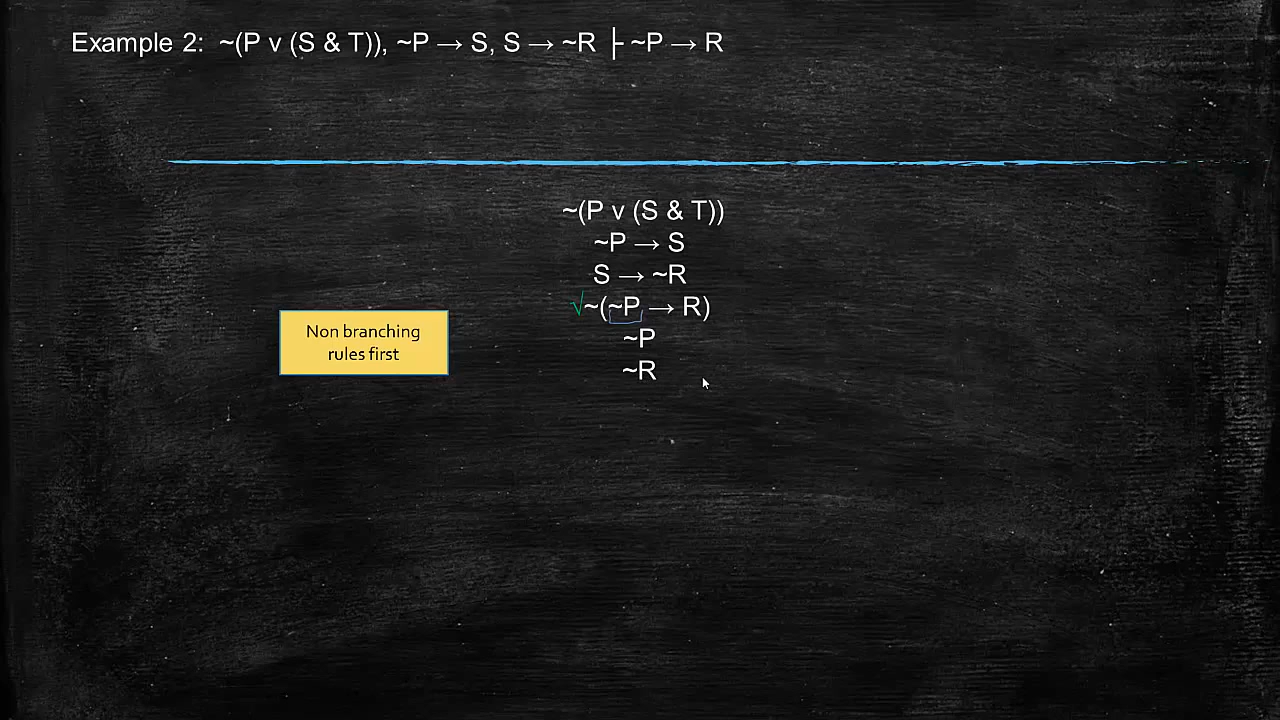 Example 2: ~(P v (S & T)), ~P → S, S → ~R ├ ~P → R
~(P v (S & T))
~P → S
S → ~R
√~(~P → R)
Non branching
rules first
~P
~R